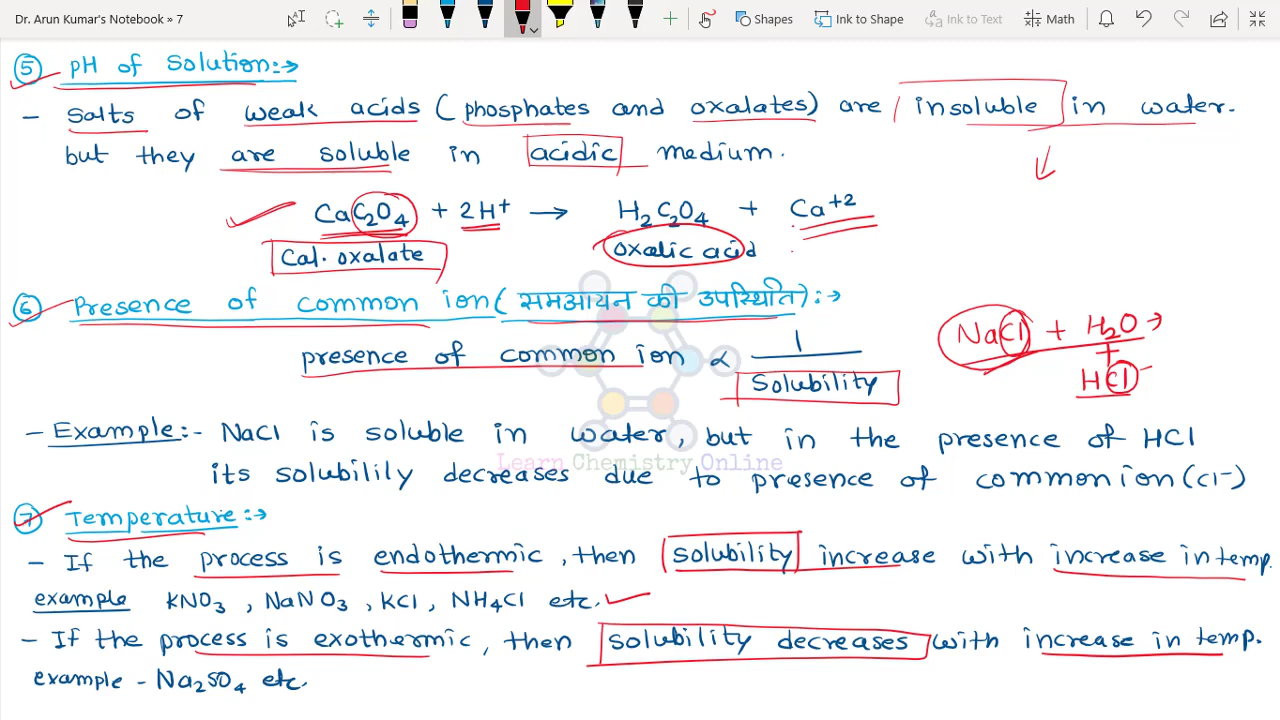 Dr. Arun Kumar's Notebook » 7
Shapes Ink to Shape Ink to Text Math
⑤ pH of Solution:→
- Salts of weak acids (phosphates and oxalates) are insoluble in water.
but they are soluble in acidic medium.
CaC₂O₄ + 2H⁺ → H₂C₂O₄ + Ca⁺²
Cal. oxalate oxalic acid
⑥ Presence of common ion (समआयन की उपस्थिति):→
presence of common ion ∝ 1/Solubility
NaCl + H₂O →
+
HCl⁻
- Example:- NaCl is soluble in water, but in the presence of HCl
its solubilily decreases due to presence of common ion (cl⁻)
Learn Chemistry Online
⑦ Temperature:→
- If the process is endothermic, then solubility increase with increase in temp.
example KNO₃, NaNO₃, KCl, NH₄Cl etc.
- If the process is exothermic, then solubility decreases with increase in temp.
example - Na₂SO₄ etc.